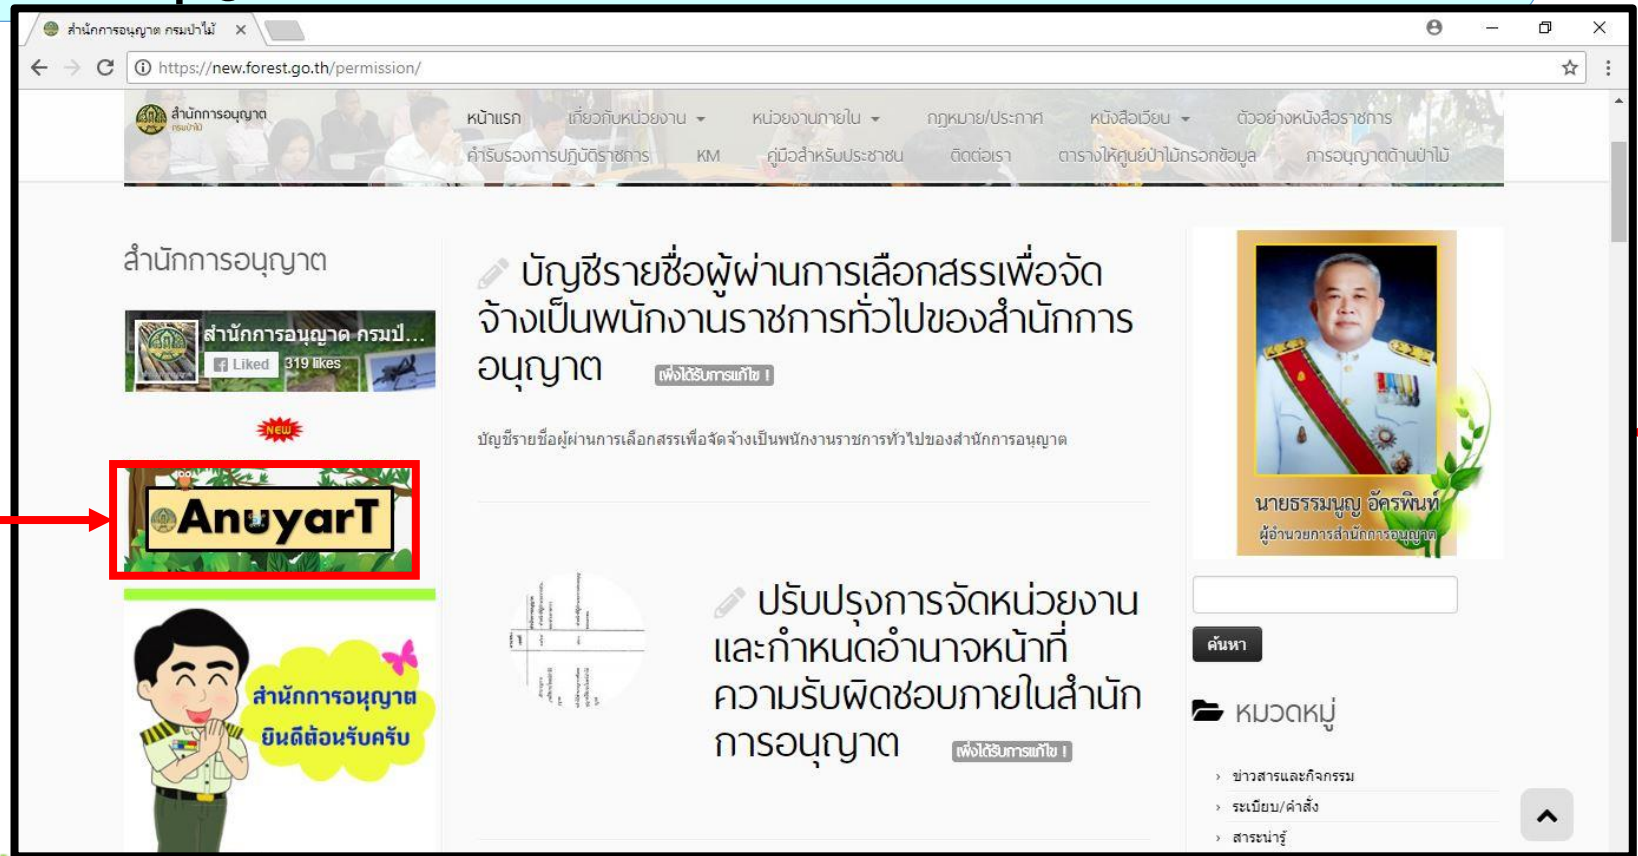 สำนักการอนุญาต กรมป่าไม้
https://new.forest.go.th/permission/
สำนักการอนุญาต
กรมป่าไม้
หน้าแรก เกี่ยวกับหน่วยงาน หน่วยงานภายใน กฎหมาย/ประกาศ หนังสือเวียน ตัวอย่างหนังสือราชการ
คำรับรองการปฏิบัติราชการ KM คู่มือสำหรับประชาชน ติดต่อเรา ตารางให้ศูนย์ป่าไม้กรอกข้อมูล การอนุญาตด้านป่าไม้
สำนักการอนุญาต
สำนักการอนุญาต กรมป่...
Liked 319 likes
NEW
AnuyarT
สำนักการอนุญาต
ยินดีต้อนรับครับ
บัญชีรายชื่อผู้ผ่านการเลือกสรรเพื่อจัด
จ้างเป็นพนักงานราชการทั่วไปของสำนักการ
อนุญาต เพิ่งได้รับการแก้ไข !
บัญชีรายชื่อผู้ผ่านการเลือกสรรเพื่อจัดจ้างเป็นพนักงานราชการทั่วไปของสำนักการอนุญาต
ปรับปรุงการจัดหน่วยงาน
และกำหนดอำนาจหน้าที่
ความรับผิดชอบภายในสำนัก
การอนุญาต เพิ่งได้รับการแก้ไข !
นายธรรมนูญ อัครพินท์
ผู้อำนวยการสำนักการอนุญาต
ค้นหา
หมวดหมู่
ข่าวสารและกิจกรรม
ระเบียบ/คำสั่ง
สาระน่ารู้